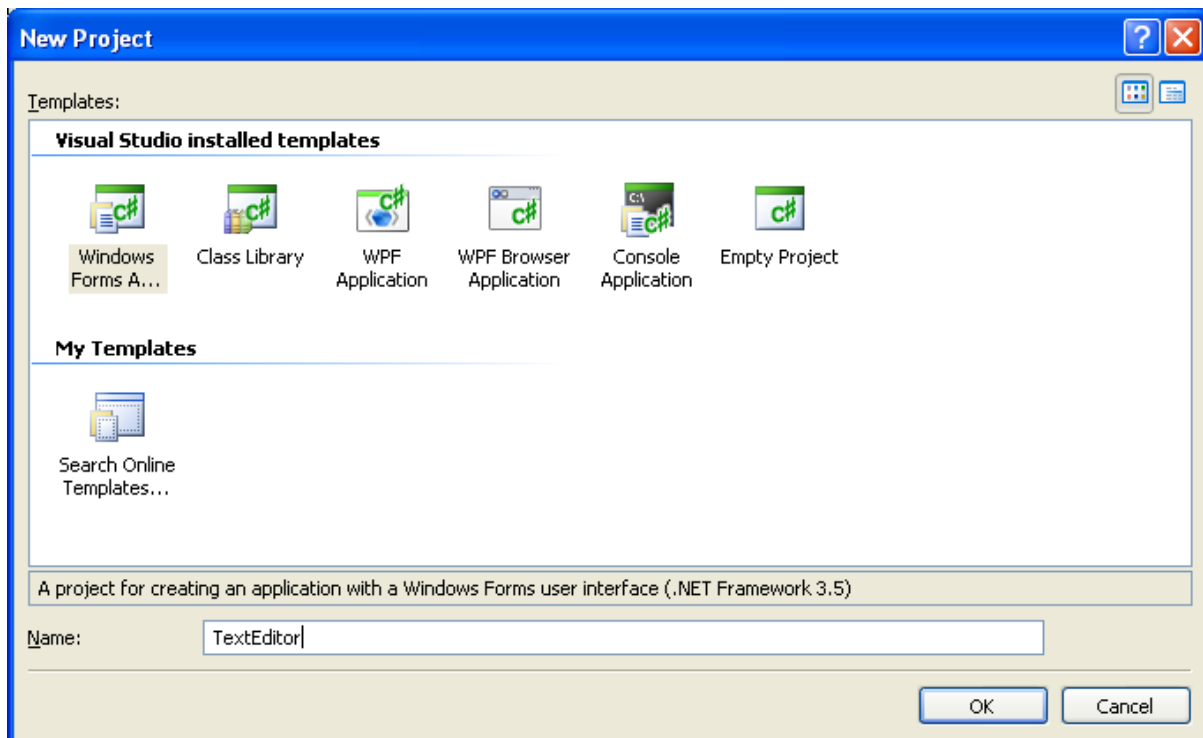 New Project
Templates:
Visual Studio installed templates
Windows Forms A...
Class Library
WPF Application
WPF Browser Application
Console Application
Empty Project
My Templates
Search Online Templates...
A project for creating an application with a Windows Forms user interface (.NET Framework 3.5)
Name:
TextEditor
OK
Cancel